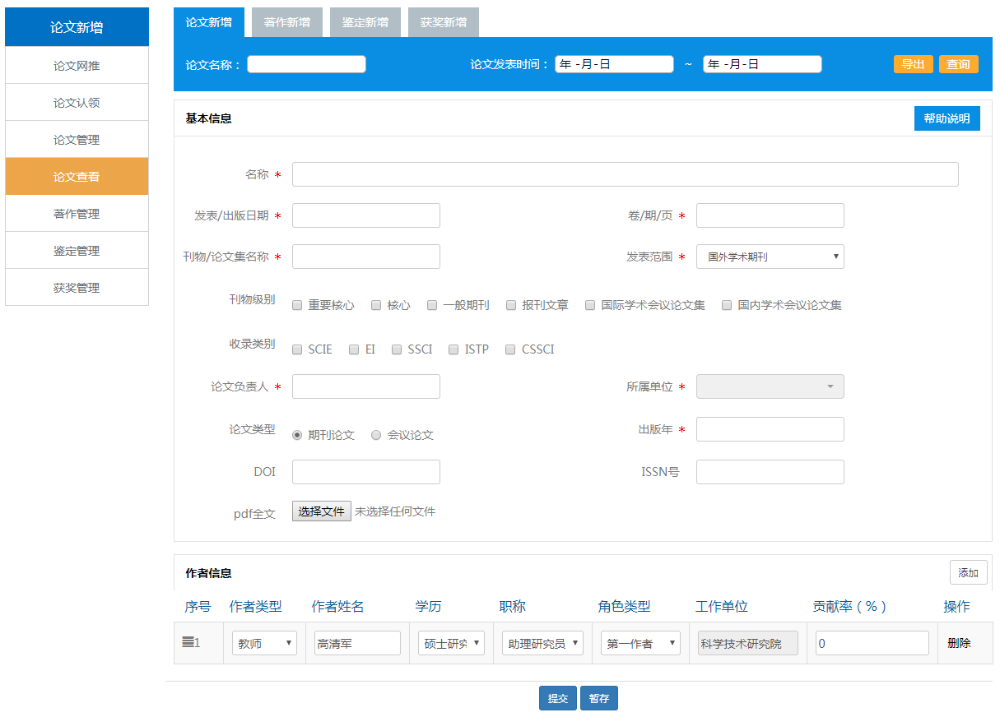 论文新增
论文网推
论文认领
论文管理
论文查看
著作管理
鉴定管理
获奖管理
论文新增 著作新增 鉴定新增 获奖新增
论文名称： 论文发表时间： 年 -月-日 ~ 年 -月-日 导出 查询
基本信息 帮助说明
名称 *
发表/出版日期 * 卷/期/页 *
刊物/论文集名称 * 发表范围 * 国外学术期刊
刊物级别 重要核心 核心 一般期刊 报刊文章 国际学术会议论文集 国内学术会议论文集
收录类别 SCIE EI SSCI ISTP CSSCI
论文负责人 * 所属单位 *
论文类型 期刊论文 会议论文 出版年 *
DOI ISSN号
pdf全文 选择文件 未选择任何文件
作者信息 添加
序号 作者类型 作者姓名 学历 职称 角色类型 工作单位 贡献率（%） 操作
1 教师 高清军 硕士研究 助理研究员 第一作者 科学技术研究院 0 删除
提交 暂存